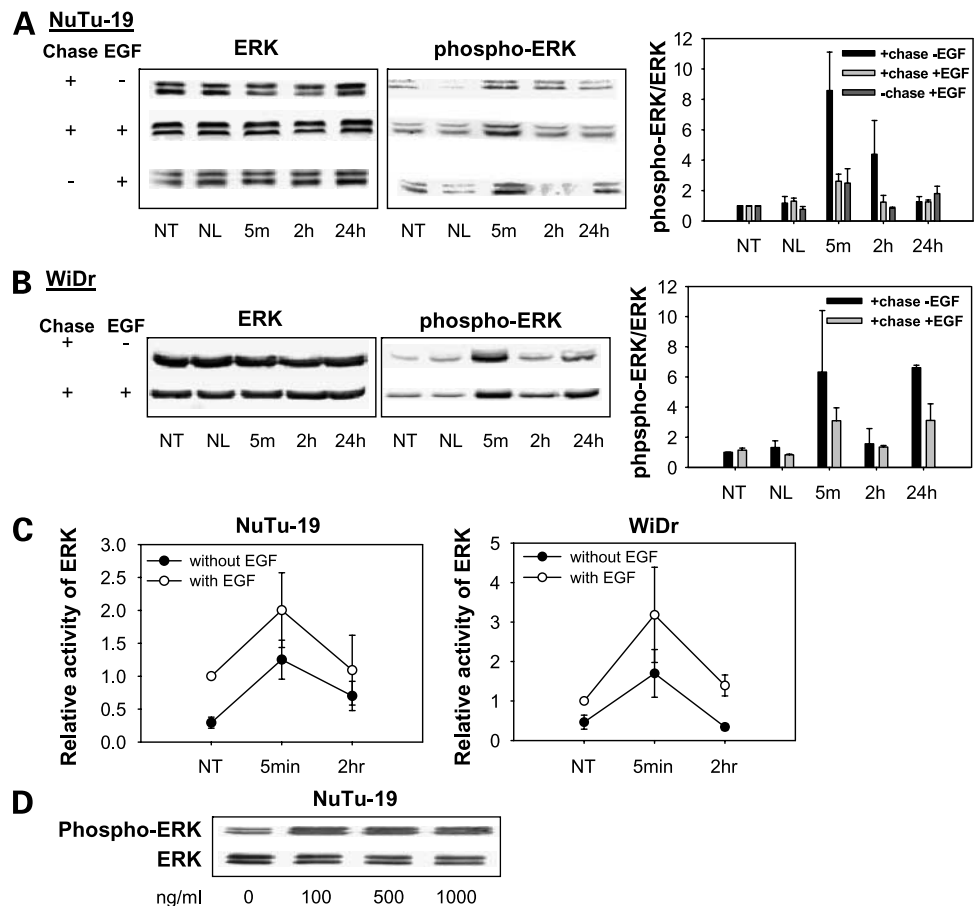 A NuTu-19
Chase EGF ERK phospho-ERK
+ -
+ +
- +
NT NL 5m 2h 24h NT NL 5m 2h 24h
phospho-ERK/ERK
12
10
8
6
4
2
0
+chase -EGF
+chase +EGF
-chase +EGF
NT NL 5m 2h 24h
B WiDr
Chase EGF ERK phospho-ERK
+ -
+ +
NT NL 5m 2h 24h NT NL 5m 2h 24h
phpspho-ERK/ERK
12
10
8
6
4
2
0
+chase -EGF
+chase +EGF
NT NL 5m 2h 24h
C NuTu-19
Relative activity of ERK
3.0
2.5
2.0
1.5
1.0
0.5
0.0
without EGF
with EGF
NT 5min 2hr
WiDr
Relative activity of ERK
5
4
3
2
1
0
without EGF
with EGF
NT 5min 2hr
D NuTu-19
Phospho-ERK
ERK
ng/ml 0 100 500 1000